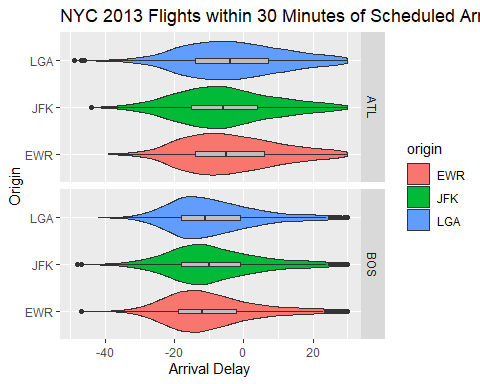 NYC 2013 Flights within 30 Minutes of Scheduled Arr
LGA
JFK
EWR
ATL
LGA
JFK
EWR
BOS
Origin
-40 -20 0 20
Arrival Delay
origin
EWR
JFK
LGA